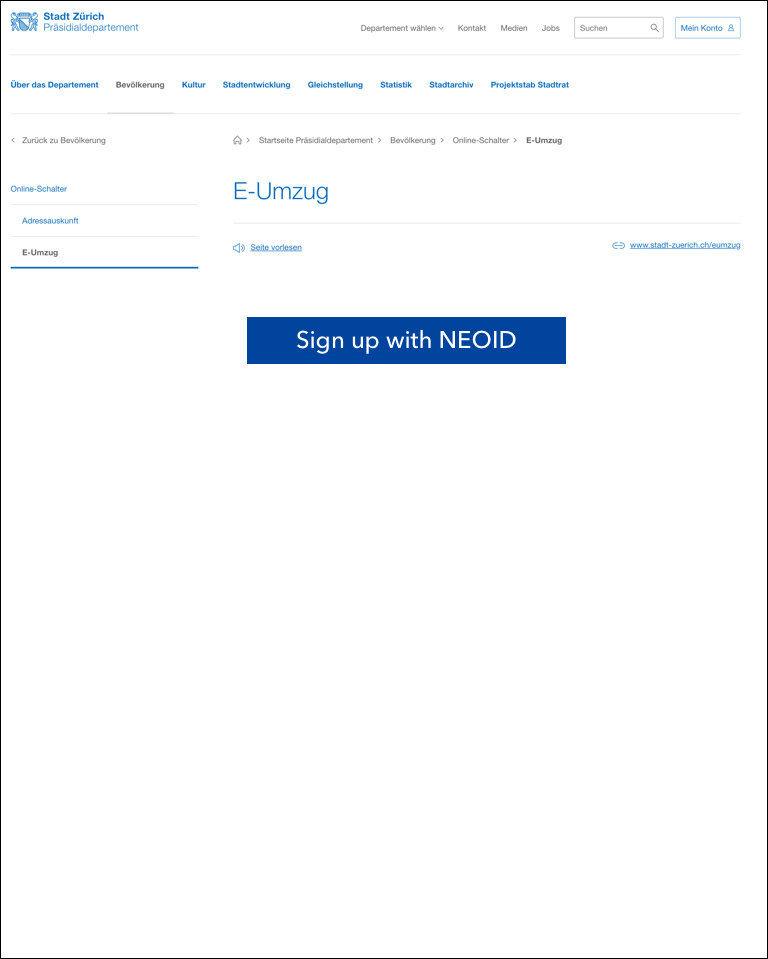 Stadt Zürich
Präsidialdepartement
Departement wählen
Kontakt
Medien
Jobs
Suchen
Mein Konto
Über das Departement
Bevölkerung
Kultur
Stadtentwicklung
Gleichstellung
Statistik
Stadtarchiv
Projektstab Stadtrat
Zurück zu Bevölkerung
Startseite Präsidialdepartement
Bevölkerung
Online-Schalter
E-Umzug
Online-Schalter
Adressauskunft
E-Umzug
E-Umzug
Seite vorlesen
www.stadt-zuerich.ch/eumzug
Sign up with NEOID